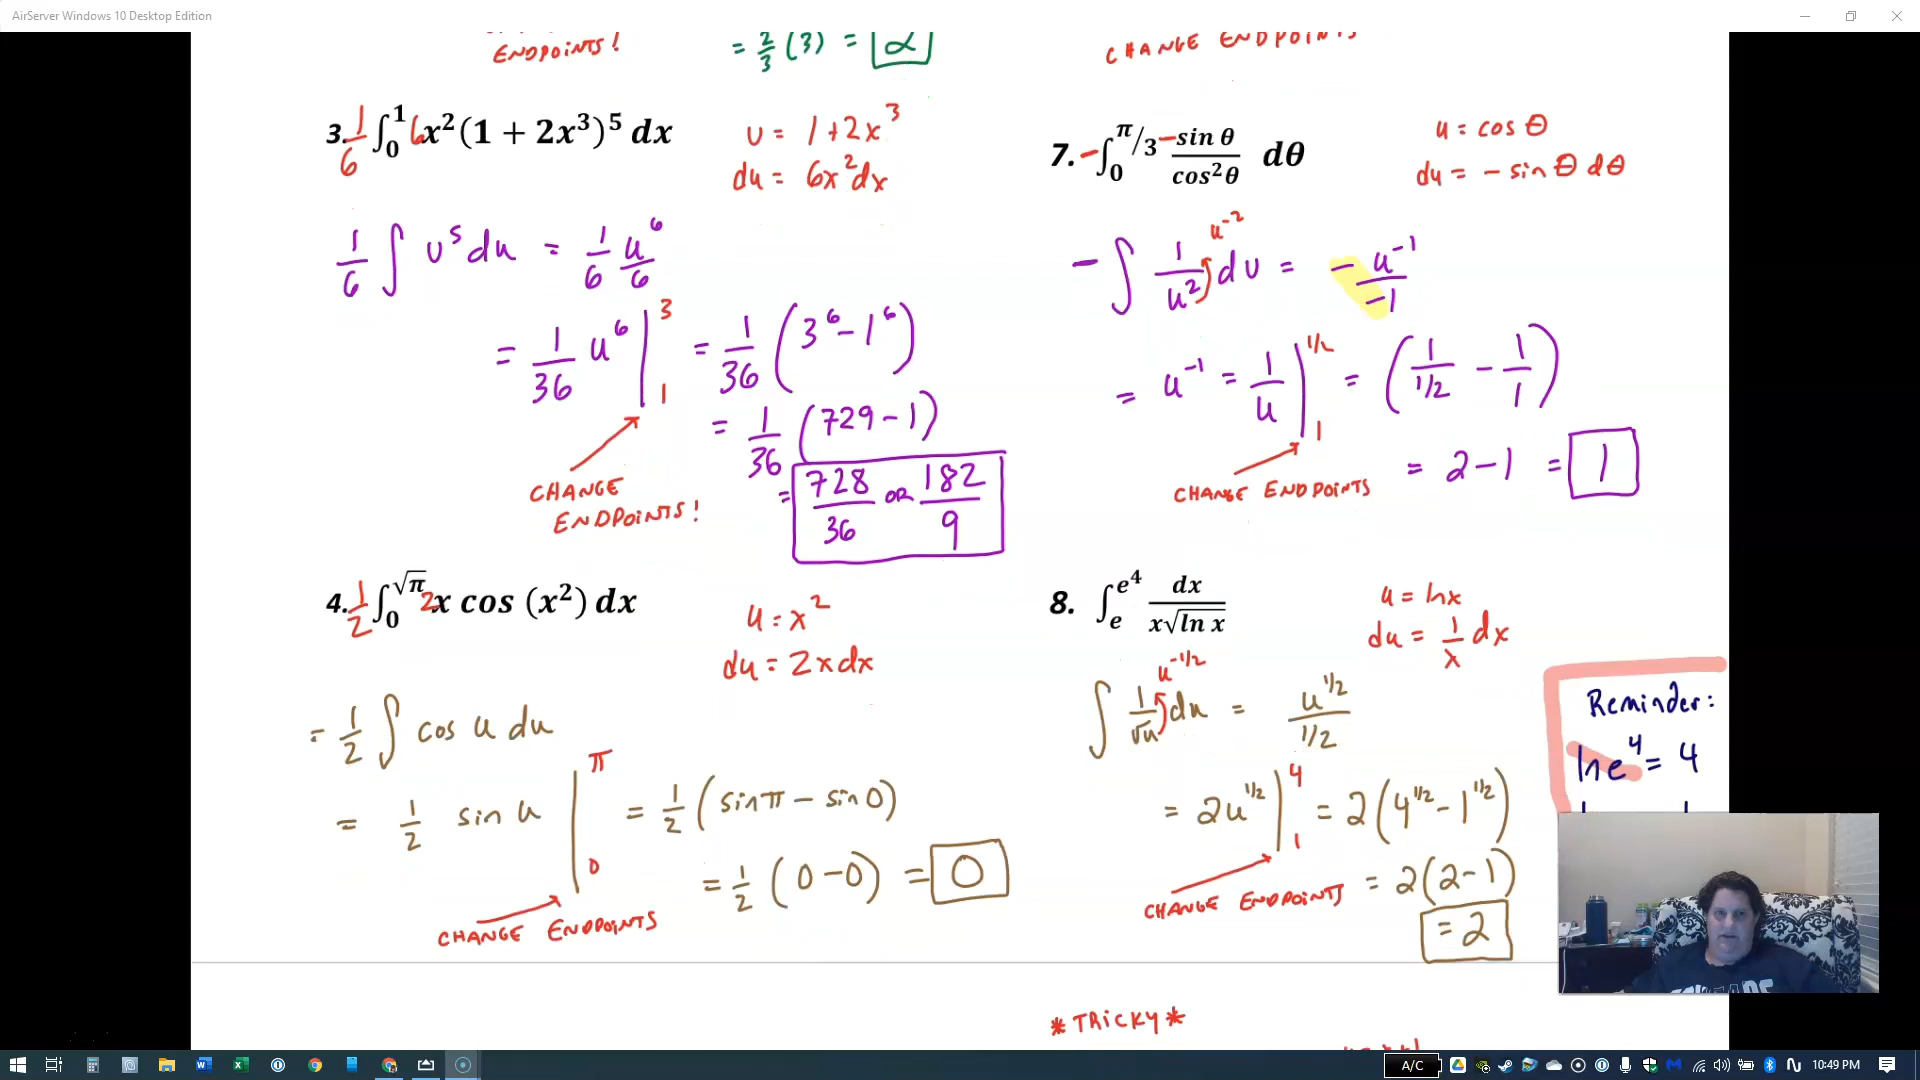 AirServer Windows 10 Desktop Edition
ENDPOINTS!
= 2/3 (3) = 2
CHANGE ENDPOINTS
3. 1/6 ∫₀¹ 6x²(1 + 2x³)⁵ dx
u = 1+2x³
du = 6x²dx
1/6 ∫ u⁵ du = 1/6 u⁶/6
= 1/36 u⁶ |₁³ = 1/36 (3⁶ - 1⁶)
= 1/36 (729 - 1)
= 728/36 OR 182/9
CHANGE
ENDPOINTS!
4. 1/2 ∫₀^√π 2x cos (x²) dx
u = x²
du = 2x dx
= 1/2 ∫ cos u du
= 1/2 sin u |₀^π = 1/2 (sin π - sin 0)
= 1/2 (0 - 0) = 0
CHANGE ENDPOINTS
7. -∫₀^π/3 -sin θ/cos²θ dθ
u = cos θ
du = - sin θ dθ
u⁻²
- ∫ 1/u² du = - u⁻¹/-1
= u⁻¹ = 1/u |₁^1/2 = (1/1/2 - 1/1)
= 2 - 1 = 1
CHANGE ENDPOINTS
8. ∫ₑ^e⁴ dx/x√ln x
u = ln x
du = 1/x dx
u^-1/2
∫ 1/√u du = u^1/2 / 1/2
= 2u^1/2 |₁⁴ = 2(4^1/2 - 1^1/2)
= 2(2-1)
= 2
CHANGE ENDPOINTS
Reminder:
ln e⁴ = 4
*TRICKY*
A/C
10:49 PM